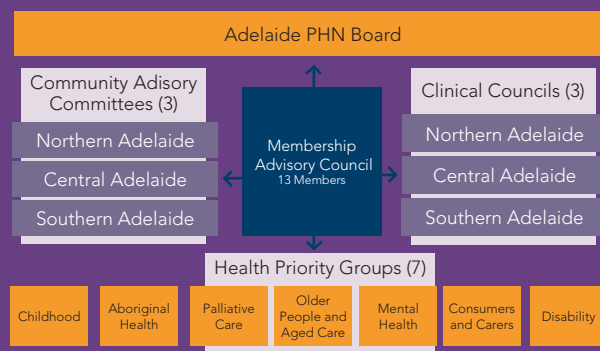 Adelaide PHN Board
Community Adisory
Committees (3)
Northern Adelaide
Central Adelaide
Southern Adelaide
Membership
Advisory Council
13 Members
Clinical Councils (3)
Northern Adelaide
Central Adelaide
Southern Adelaide
Health Priority Groups (7)
Childhood
Aboriginal
Health
Palliative
Care
Older
People and
Aged Care
Mental
Health
Consumers
and Carers
Disability